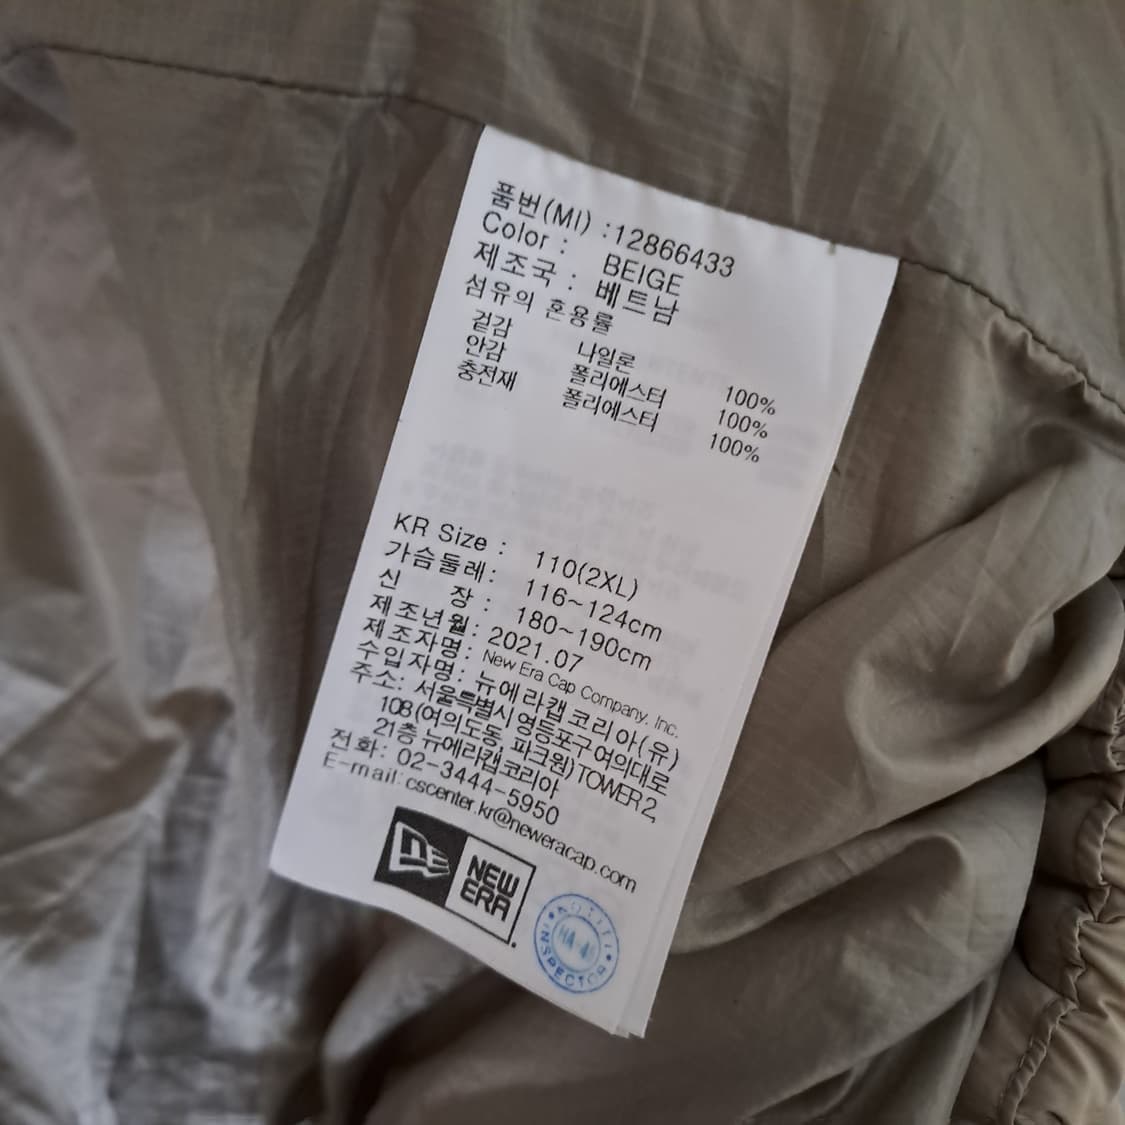 품번(MI) :12866433
Color : BEIGE
제조국 : 베트남
섬유의 혼용률
겉감 나일론 100%
안감 폴리에스터 100%
충전재 폴리에스터 100%
KR Size : 110(2XL)
가슴둘레: 116~124cm
신 장 : 180~190cm
제조년월: 2021.07
제조자명: New Era Cap Company, Inc.
수입자명: 뉴에라캡코리아(유)
주소: 서울특별시 영등포구 여의대로
108(여의도동, 파크원) TOWER 2,
21층 뉴에라캡코리아
전화: 02-3444-5950
E-mail: cscenter.kr@neweracap.com
NEW
ERA
INSPECTOR